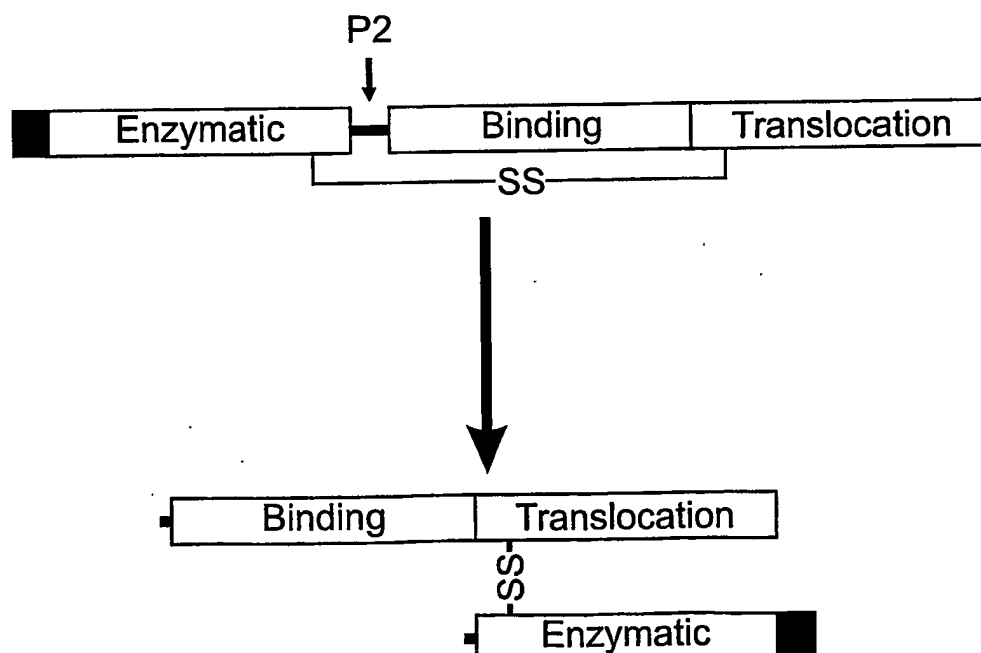 P2
Enzymatic Binding Translocation
SS
Binding Translocation
SS
Enzymatic